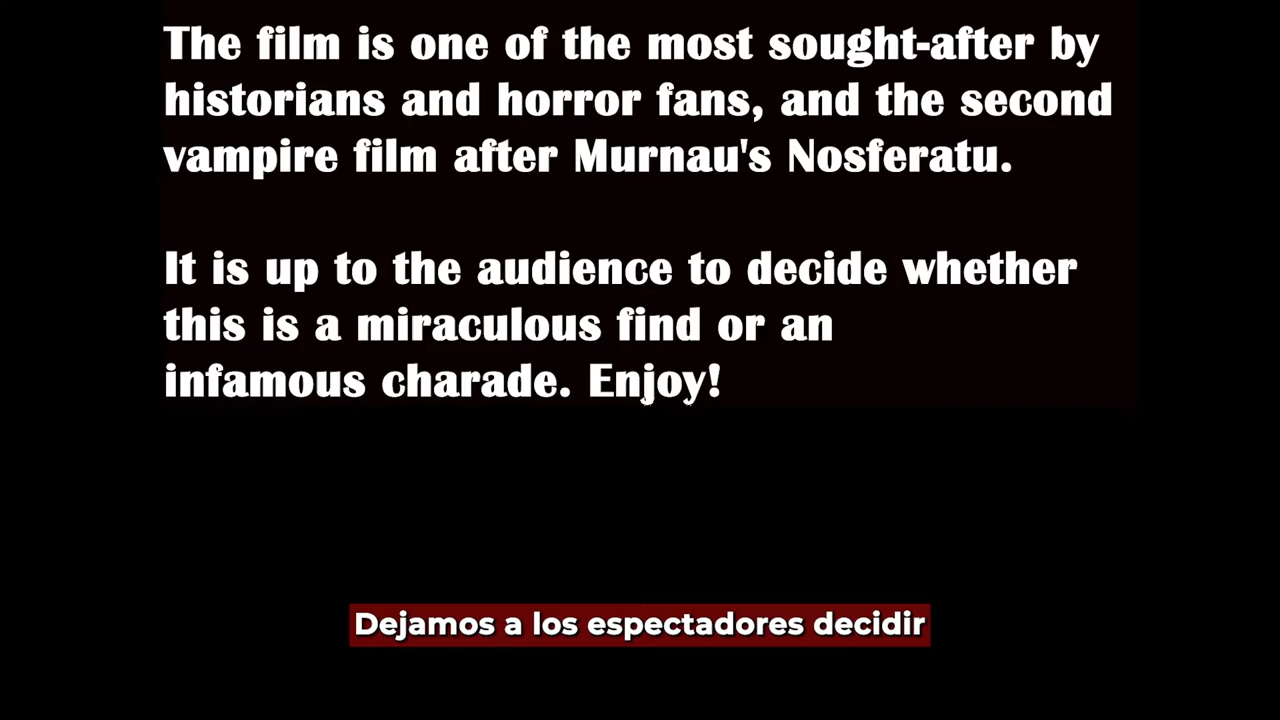 The film is one of the most sought-after by
historians and horror fans, and the second
vampire film after Murnau's Nosferatu.
It is up to the audience to decide whether
this is a miraculous find or an
infamous charade. Enjoy!
Dejamos a los espectadores decidir